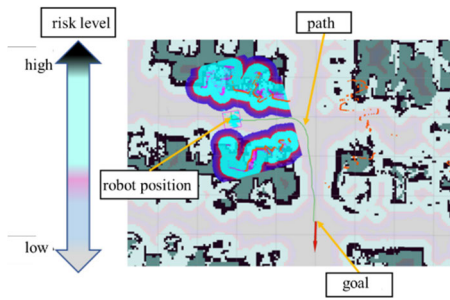 risk level
path
high
robot position
low
goal